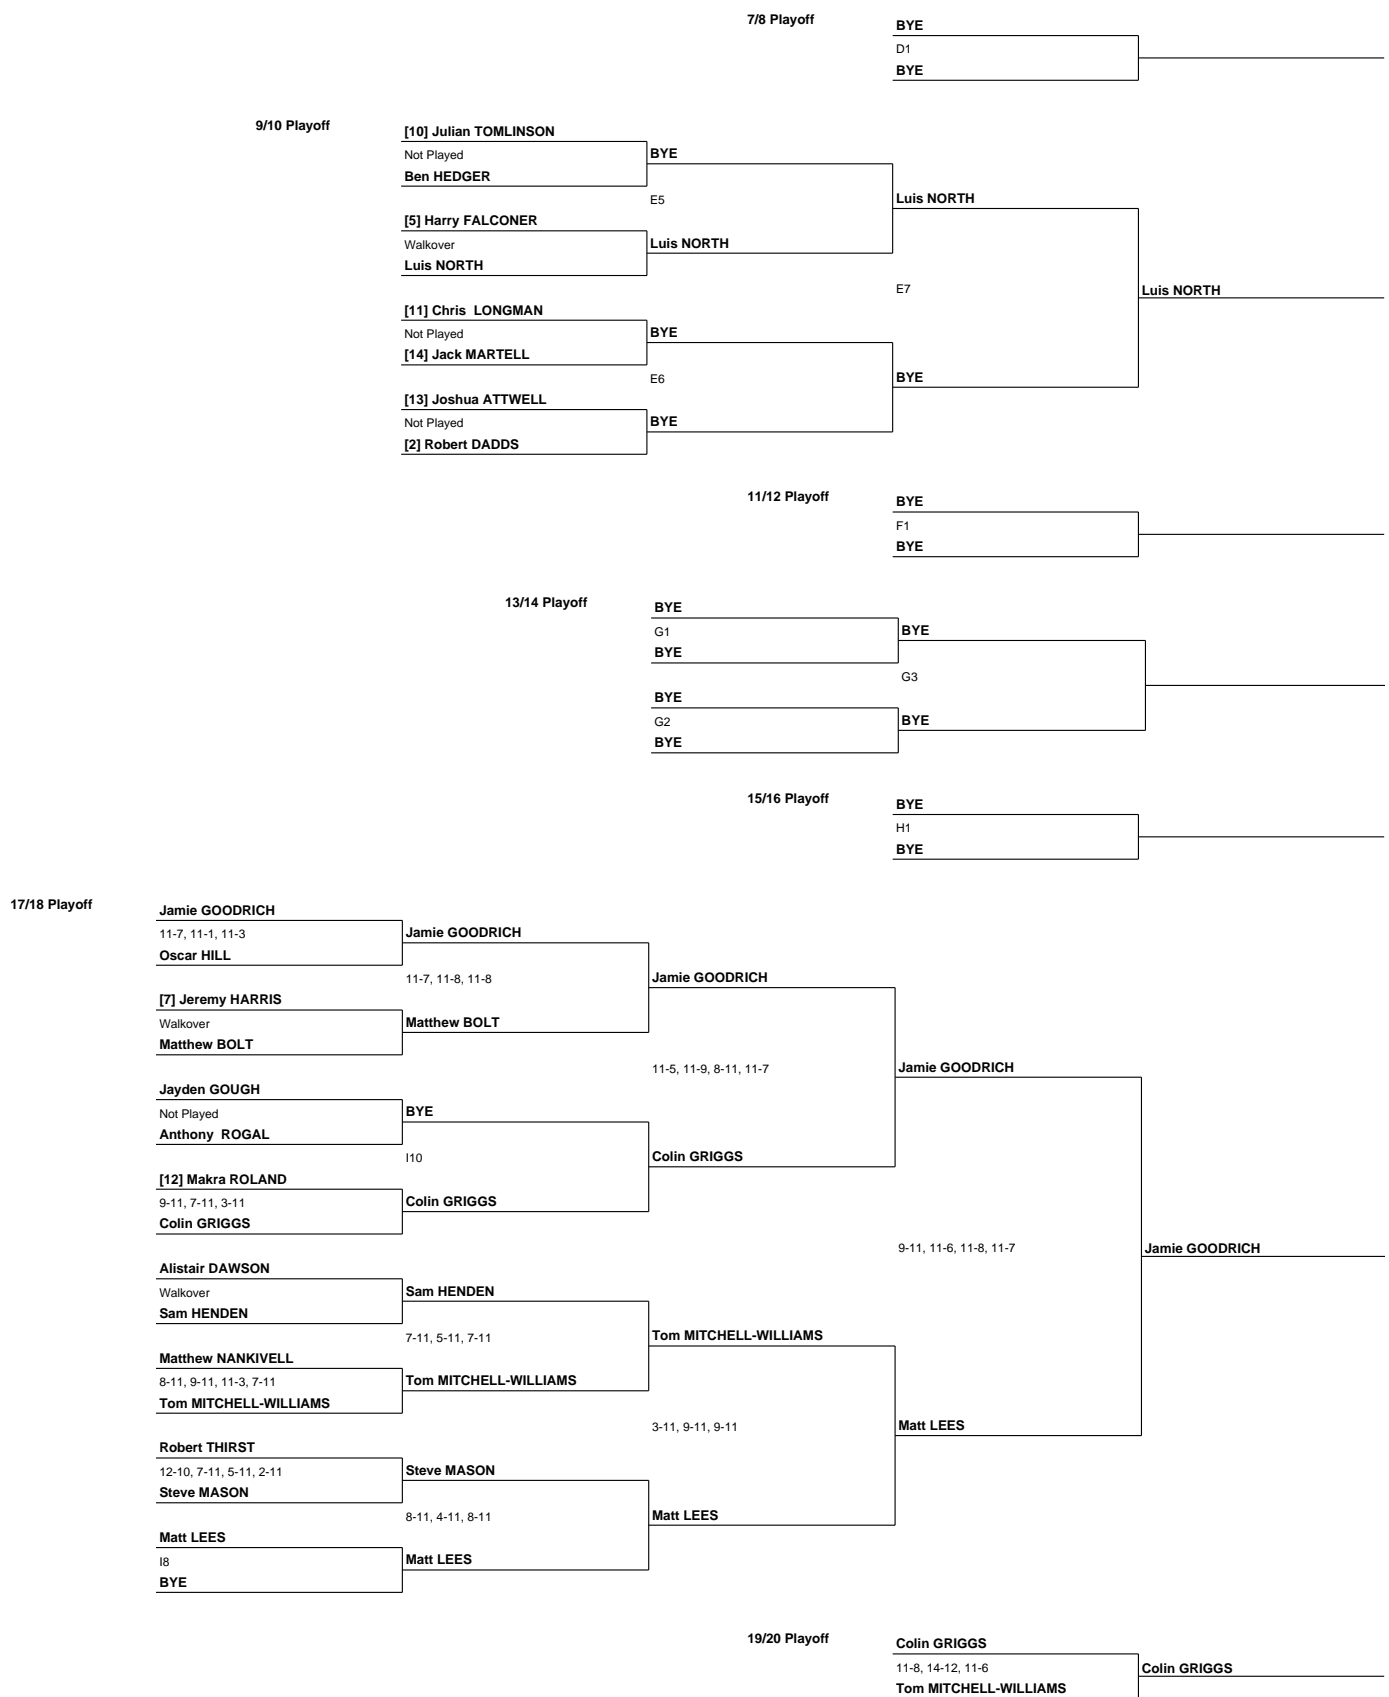 7/8 Playoff
BYE
D1
BYE
9/10 Playoff
[10] Julian TOMLINSON
Not Played
BYE
Ben HEDGER
E5
Luis NORTH
[5] Harry FALCONER
Walkover
Luis NORTH
Luis NORTH
E7
Luis NORTH
[11] Chris  LONGMAN
Not Played
BYE
[14] Jack MARTELL
E6
BYE
[13] Joshua ATTWELL
Not Played
BYE
[2] Robert DADDS
11/12 Playoff
BYE
F1
BYE
13/14 Playoff
BYE
G1
BYE
BYE
G3
BYE
G2
BYE
BYE
15/16 Playoff
BYE
H1
BYE
17/18 Playoff
Jamie GOODRICH
11-7, 11-1, 11-3
Jamie GOODRICH
Oscar HILL
11-7, 11-8, 11-8
Jamie GOODRICH
[7] Jeremy HARRIS
Walkover
Matthew BOLT
Matthew BOLT
11-5, 11-9, 8-11, 11-7
Jamie GOODRICH
Jayden GOUGH
Not Played
BYE
Anthony  ROGAL
I10
Colin GRIGGS
[12] Makra ROLAND
9-11, 7-11, 3-11
Colin GRIGGS
Colin GRIGGS
9-11, 11-6, 11-8, 11-7
Jamie GOODRICH
Alistair DAWSON
Walkover
Sam HENDEN
Sam HENDEN
7-11, 5-11, 7-11
Tom MITCHELL-WILLIAMS
Matthew NANKIVELL
8-11, 9-11, 11-3, 7-11
Tom MITCHELL-WILLIAMS
Tom MITCHELL-WILLIAMS
3-11, 9-11, 9-11
Matt LEES
Robert THIRST
12-10, 7-11, 5-11, 2-11
Steve MASON
Steve MASON
8-11, 4-11, 8-11
Matt LEES
Matt LEES
I8
Matt LEES
BYE
19/20 Playoff
Colin GRIGGS
11-8, 14-12, 11-6
Colin GRIGGS
Tom MITCHELL-WILLIAMS